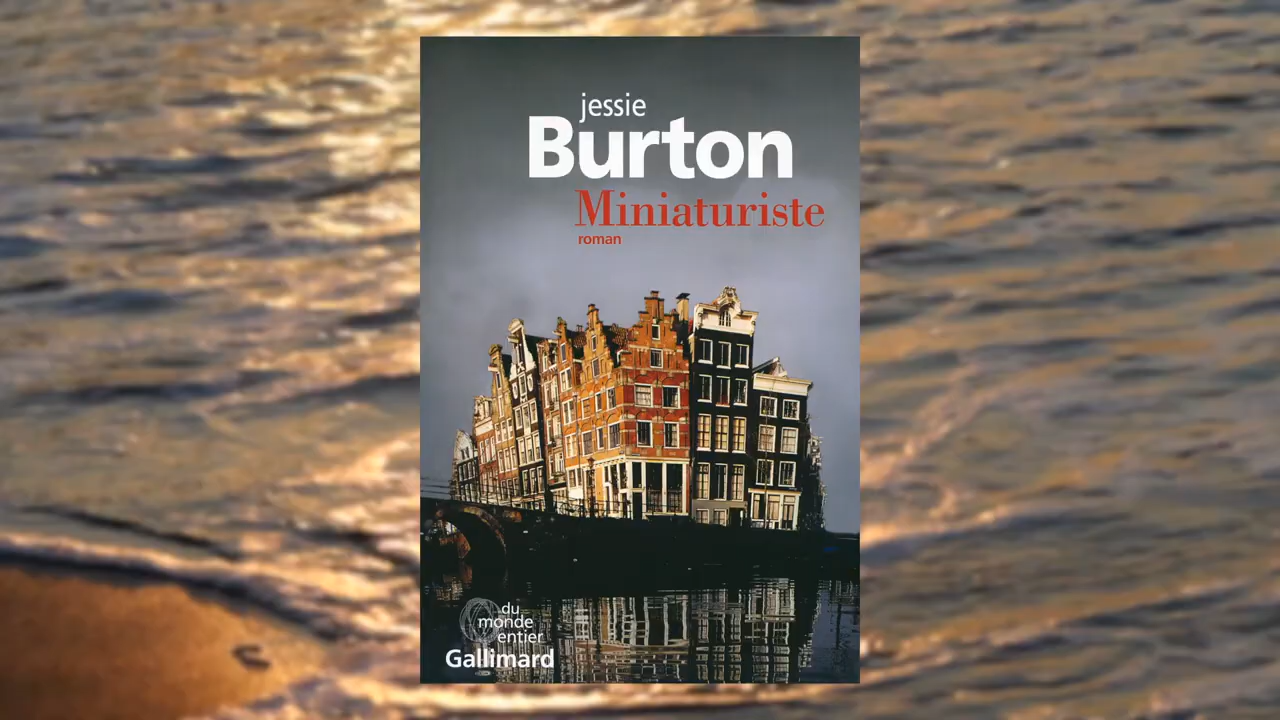 jessie
Burton
Miniaturiste
roman
du
monde
entier
Gallimard